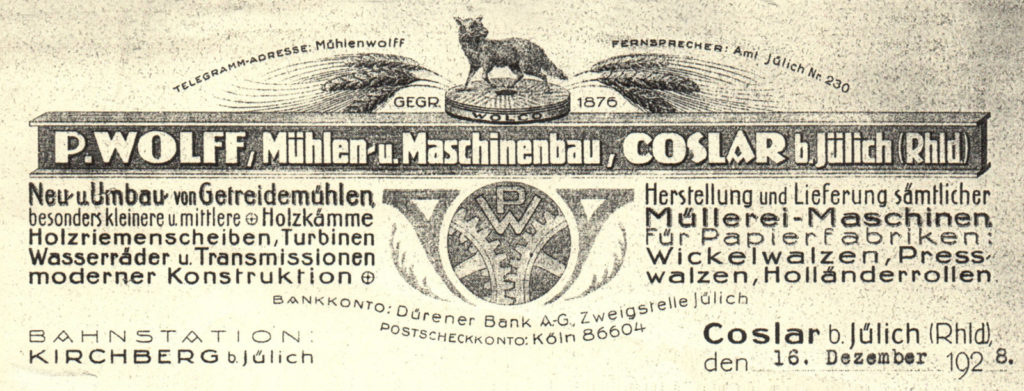 TELEGRAMM-ADRESSE: Mühlenwolff
FERNSPRECHER: Amt Jülich Nr. 230
GEGR. 1876
WOLCO
P. WOLFF, Mühlen- u. Maschinenbau, COSLAR b. Jülich (Rhld)
Neu- u. Umbau von Getreidemühlen,
besonders kleinere u. mittlere ⊕ Holzkämme
Holzriemenscheiben, Turbinen
Wasserräder u. Transmissionen
moderner Konstruktion ⊕
PW
Herstellung und Lieferung sämtlicher
Müllerei-Maschinen
für Papierfabriken:
Wickelwalzen, Press-
walzen, Holländerrollen
BANKKONTO: Dürener Bank A-G., Zweigstelle Jülich
POSTSCHECKKONTO: Köln 86604
BAHNSTATION:
KIRCHBERG b. Jülich
Coslar b. Jülich (Rhld),
den 16. Dezember 1928.